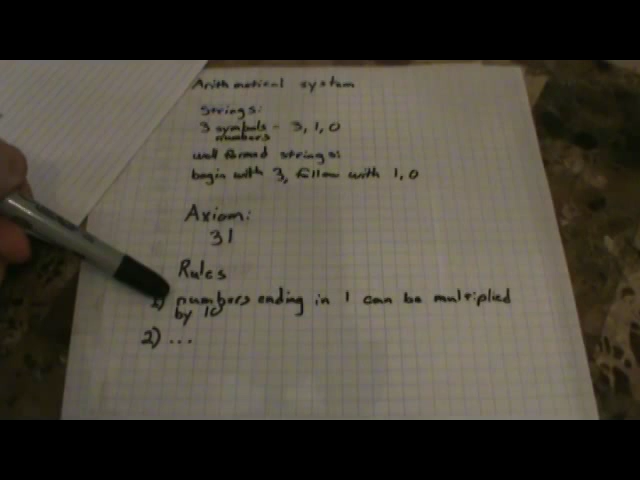 Arithmetical system
Strings:
3 symbols - 3, 1, 0
numbers
well formed strings:
begin with 3, follow with 1, 0
Axiom:
31
Rules
1) numbers ending in 1 can be multiplied
by 10
2) ...